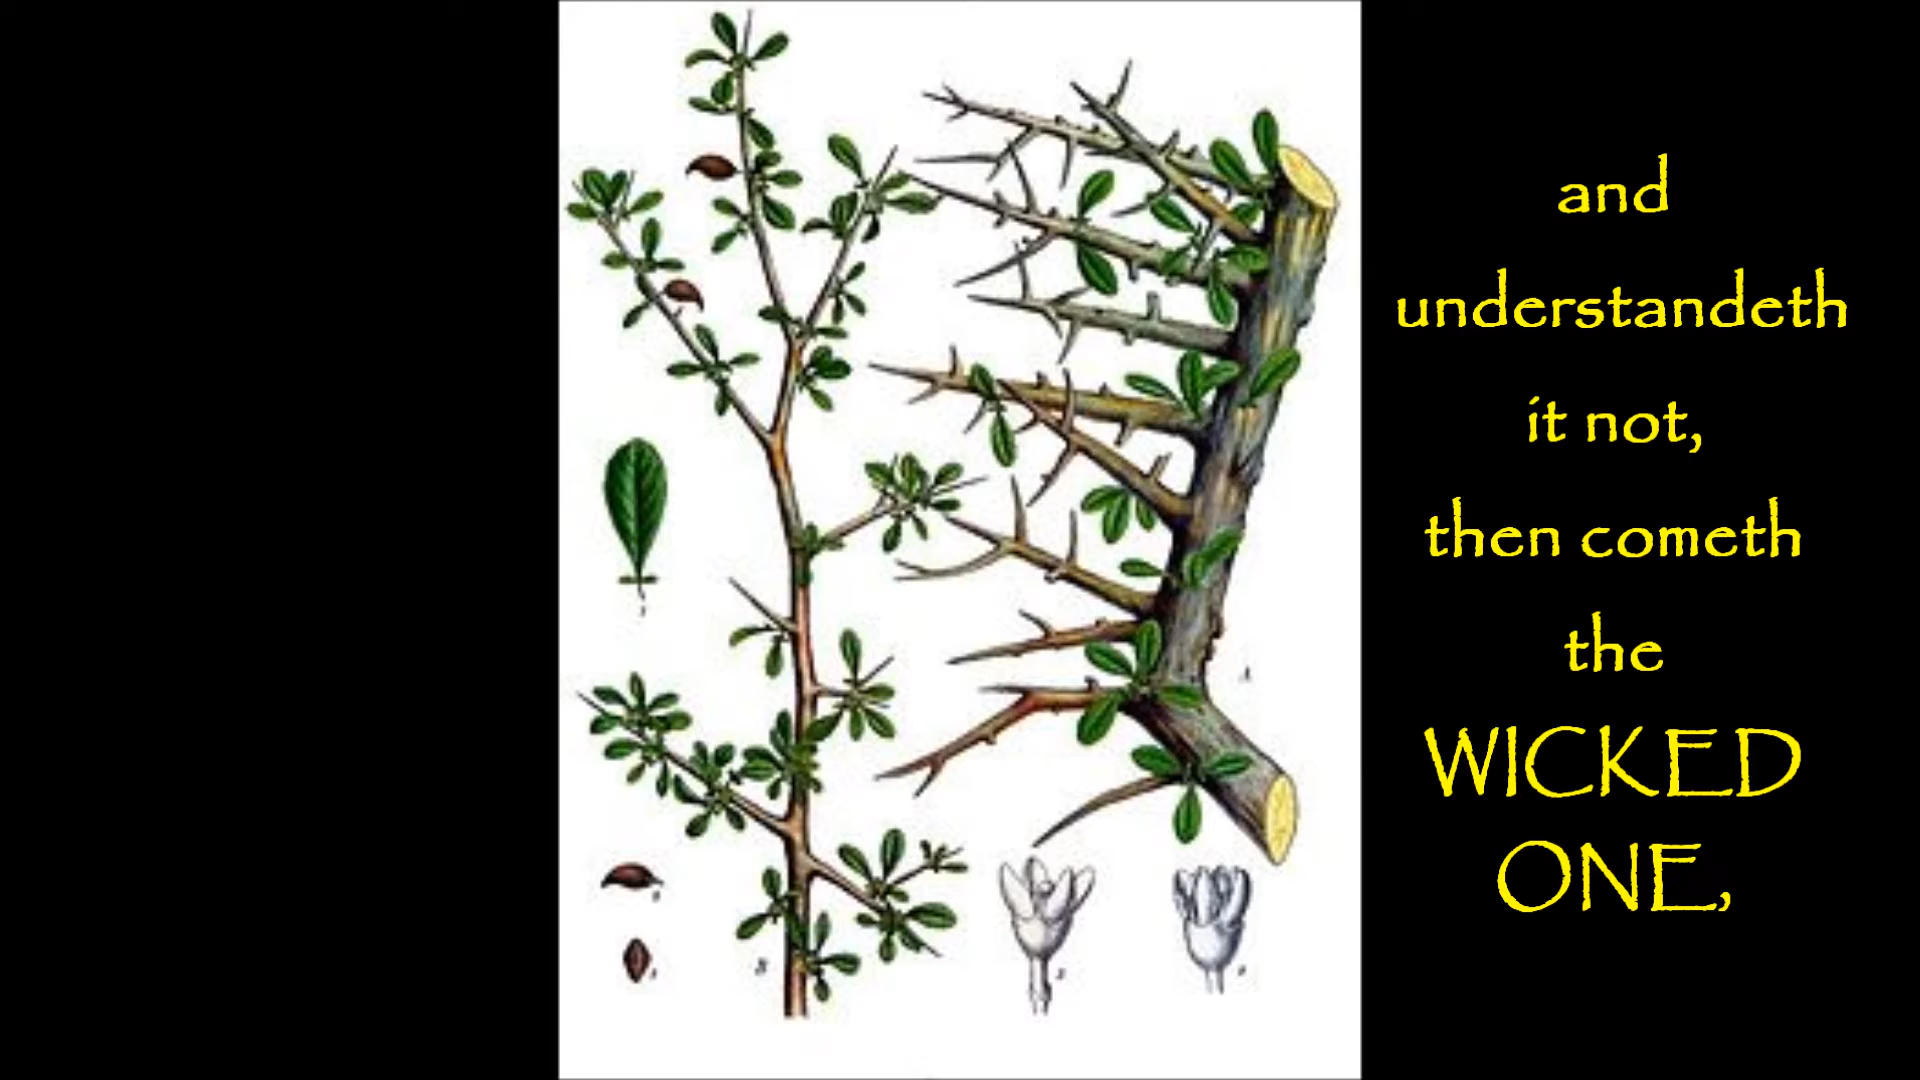 and
understandeth
it not,
then cometh
the
WICKED
ONE,
B